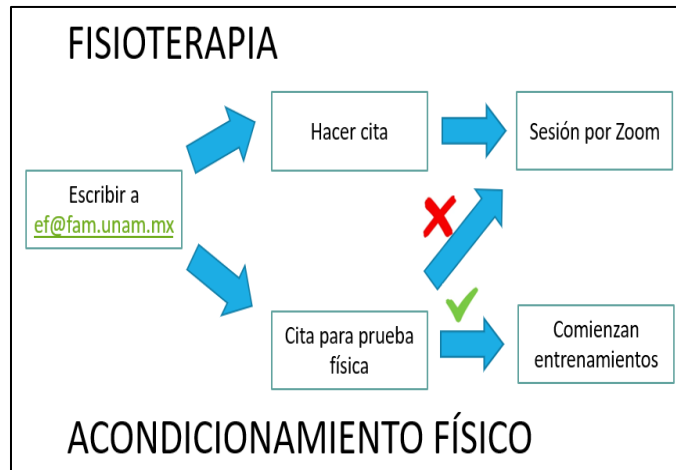 FISIOTERAPIA
Hacer cita
Sesión por Zoom
Escribir a
ef@fam.unam.mx
Cita para prueba
física
Comienzan
entrenamientos
ACONDICIONAMIENTO FÍSICO